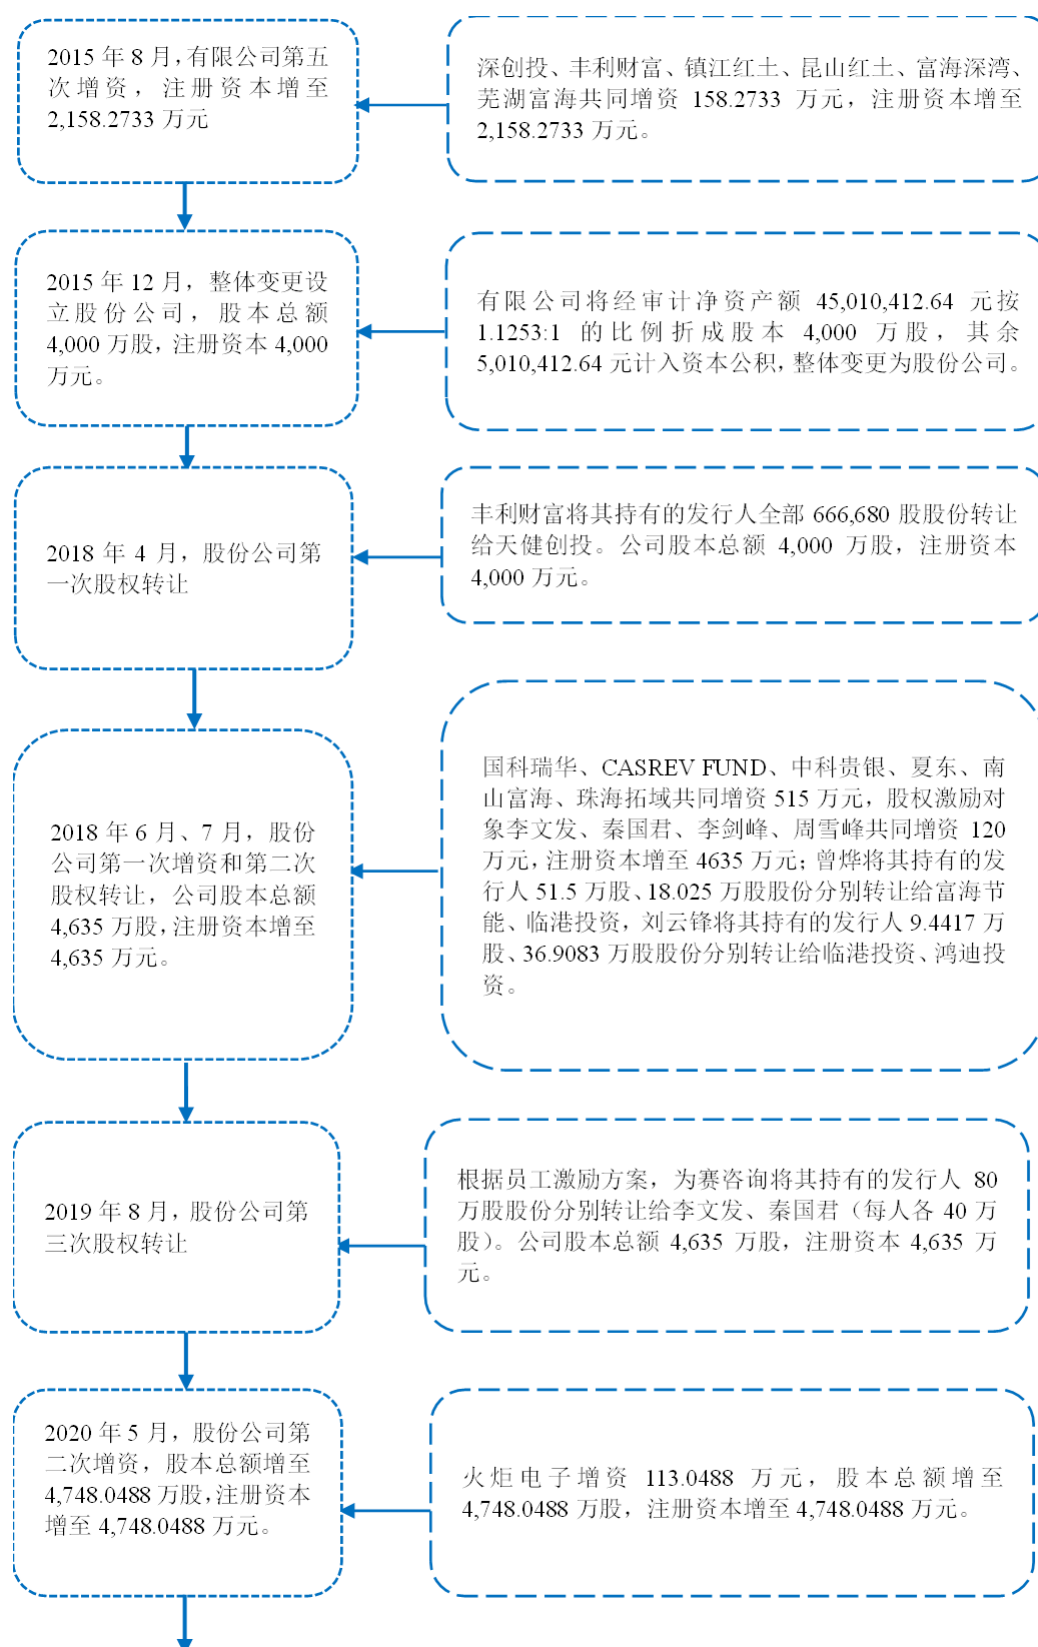 2015 年 8 月，有限公司第五
次增资，注册资本增至
2,158.2733 万元
深创投、丰利财富、镇江红土、昆山红土、富海深湾、
芜湖富海共同增资 158.2733 万元，注册资本增至
2,158.2733 万元。
2015 年 12 月，整体变更设
立股份公司，股本总额
4,000 万股，注册资本 4,000
万元。
有限公司将经审计净资产额 45,010,412.64 元按
1.1253:1 的比例折成股本 4,000 万股，其余
5,010,412.64 元计入资本公积，整体变更为股份公司。
2018 年 4 月，股份公司第
一次股权转让
丰利财富将其持有的发行人全部 666,680 股股份转让
给天健创投。公司股本总额 4,000 万股，注册资本
4,000 万元。
2018 年 6 月、7 月，股份
公司第一次增资和第二次
股权转让，公司股本总额
4,635 万股，注册资本增至
4,635 万元。
国科瑞华、CASREV FUND、中科贵银、夏东、南
山富海、珠海拓域共同增资 515 万元，股权激励对
象李文发、秦国君、李剑峰、周雪峰共同增资 120
万元，注册资本增至 4635 万元；曾烨将其持有的发
行人 51.5 万股、18.025 万股股份分别转让给富海节
能、临港投资，刘云锋将其持有的发行人 9.4417 万
股、36.9083 万股股份分别转让给临港投资、鸿迪投
资。
2019 年 8 月，股份公司第
三次股权转让
根据员工激励方案，为赛咨询将其持有的发行人 80
万股股份分别转让给李文发、秦国君（每人各 40 万
股）。公司股本总额 4,635 万股，注册资本 4,635 万
元。
2020 年 5 月，股份公司第
二次增资，股本总额增至
4,748.0488 万股，注册资本
增至 4,748.0488 万元。
火炬电子增资 113.0488 万元，股本总额增至
4,748.0488 万股，注册资本增至 4,748.0488 万元。